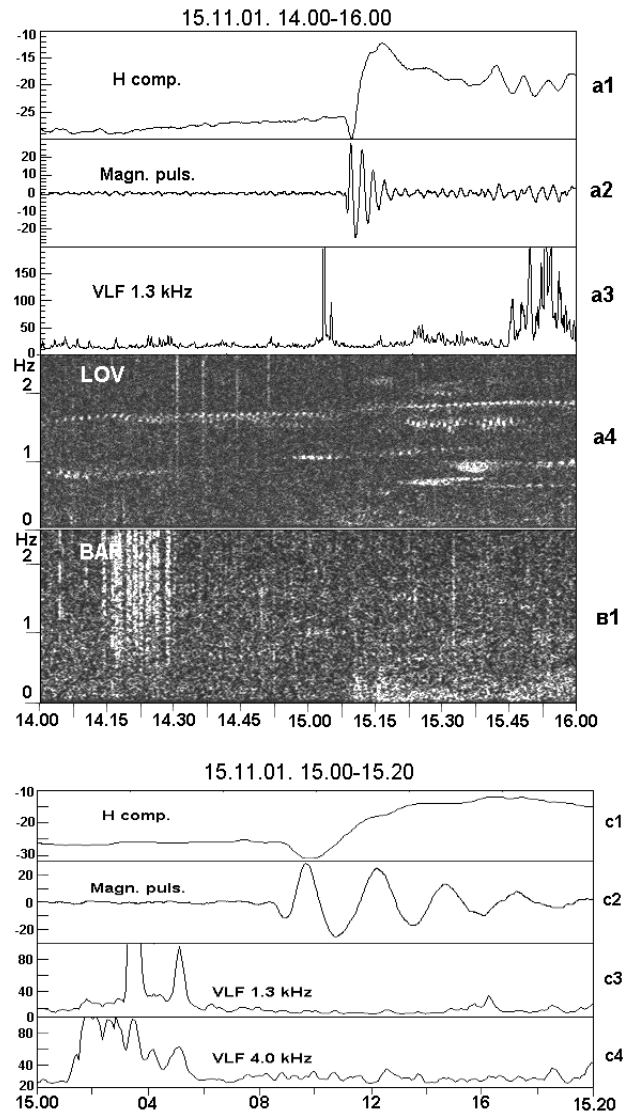 15.11.01. 14.00-16.00
-10
-15
-20
-25
H comp.
a1
20
10
0
-10
-20
Magn. puls.
a2
150
100
50
0
VLF 1.3 kHz
a3
Hz
2
1
0
LOV
a4
Hz
2
1
0
BAR
в1
14.00 14.15 14.30 14.45 15.00 15.15 15.30 15.45 16.00
15.11.01. 15.00-15.20
-10
-20
-30
H comp.
c1
20
0
-20
Magn. puls.
c2
80
40
0
VLF 1.3 kHz
c3
80
40
20
VLF 4.0 kHz
c4
15.00 04 08 12 16 15.20